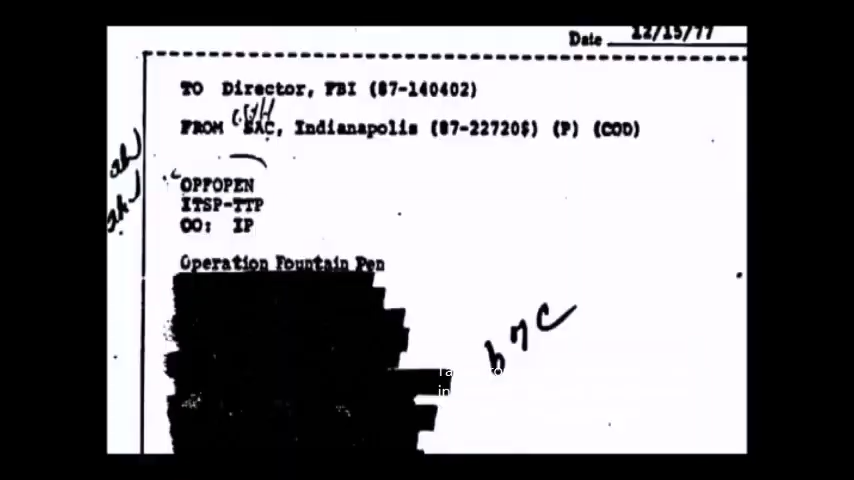 Date 12/15/77
TO Director, FBI (87-140402)
FROM SAC, Indianapolis (87-22720$) (P) (COD)
OPFOPEN
ITSP-TTP
OO: IP
Operation Fountain Pen
b7C